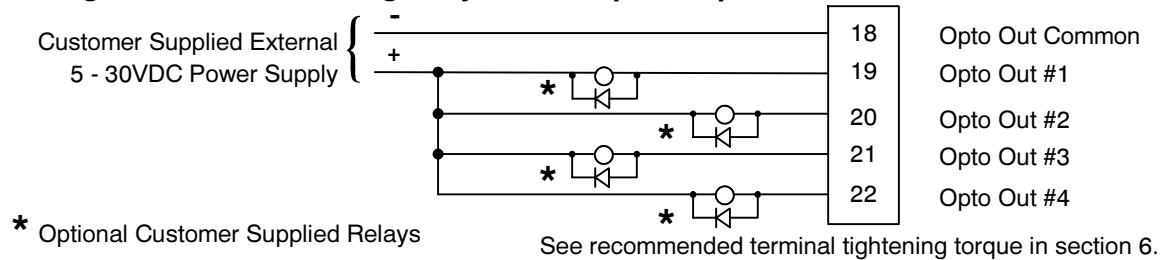 -
Customer Supplied External { 18 Opto Out Common
5 - 30VDC Power Supply + 19 Opto Out #1
*
20 Opto Out #2
*
21 Opto Out #3
*
22 Opto Out #4
*
* Optional Customer Supplied Relays
See recommended terminal tightening torque in section 6.